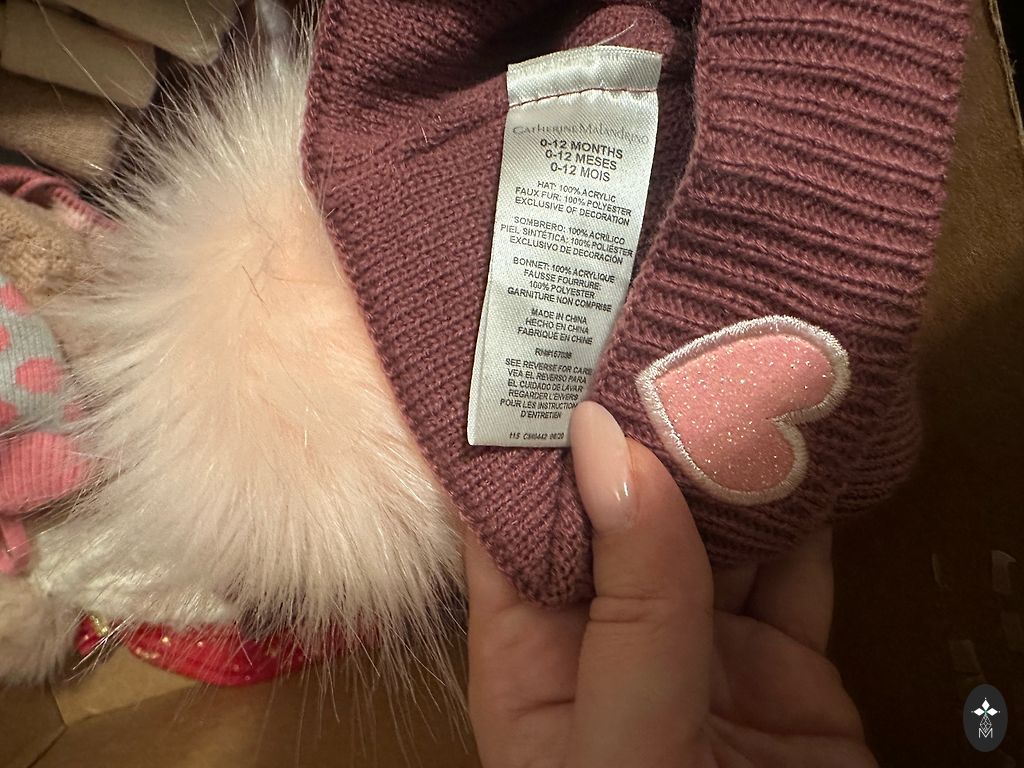 CATHERINE MALANDRINO
0-12 MONTHS
0-12 MESES
0-12 MOIS
HAT: 100% ACRYLIC
FAUX FUR: 100% POLYESTER
EXCLUSIVE OF DECORATION
SOMBRERO: 100% ACRÍLICO
PIEL SINTÉTICA: 100% POLIÉSTER
EXCLUSIVO DE DECORACIÓN
BONNET: 100% ACRYLIQUE
FAUSSE FOURRURE:
100% POLYESTER
GARNITURE NON COMPRISE
MADE IN CHINA
HECHO EN CHINA
FABRIQUÉ EN CHINE
SEE REVERSE FOR CARE
VEA EL REVERSO PARA
EL CUIDADO DE LAVAR
REGARDER L'ENVERS
POUR LES INSTRUCTION
D'ENTRETIEN
M